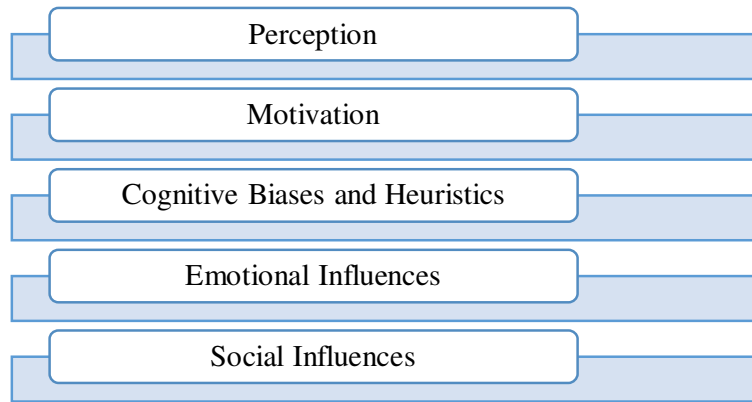 Perception
Motivation
Cognitive Biases and Heuristics
Emotional Influences
Social Influences